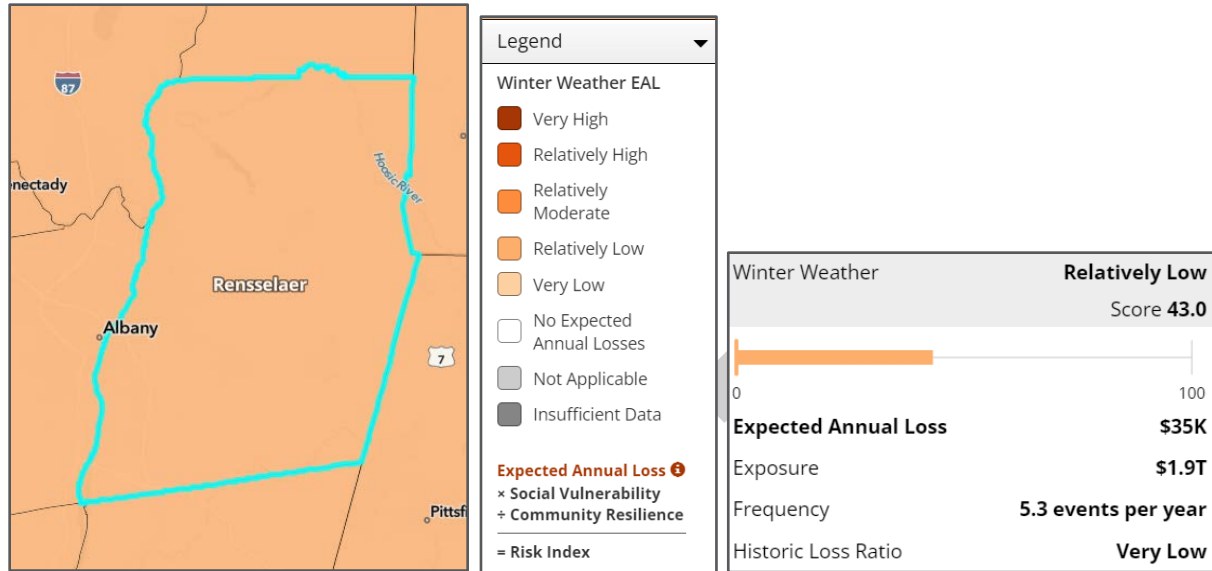 87
nectady
Hoosic River
Rensselaer
Albany
7
Pittsf
Legend
Winter Weather EAL
Very High
Relatively High
Relatively
Moderate
Relatively Low
Very Low
No Expected
Annual Losses
Not Applicable
Insufficient Data
Expected Annual Loss
× Social Vulnerability
÷ Community Resilience
= Risk Index
Winter Weather Relatively Low
Score 43.0
0 100
Expected Annual Loss $35K
Exposure $1.9T
Frequency 5.3 events per year
Historic Loss Ratio Very Low